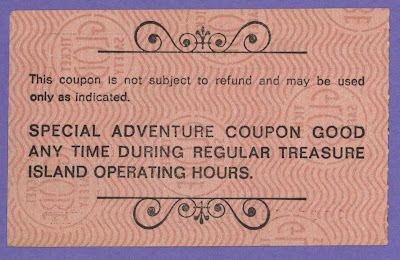 This coupon is not subject to refund and may be used
only as indicated.
SPECIAL ADVENTURE COUPON GOOD
ANY TIME DURING REGULAR TREASURE
ISLAND OPERATING HOURS.